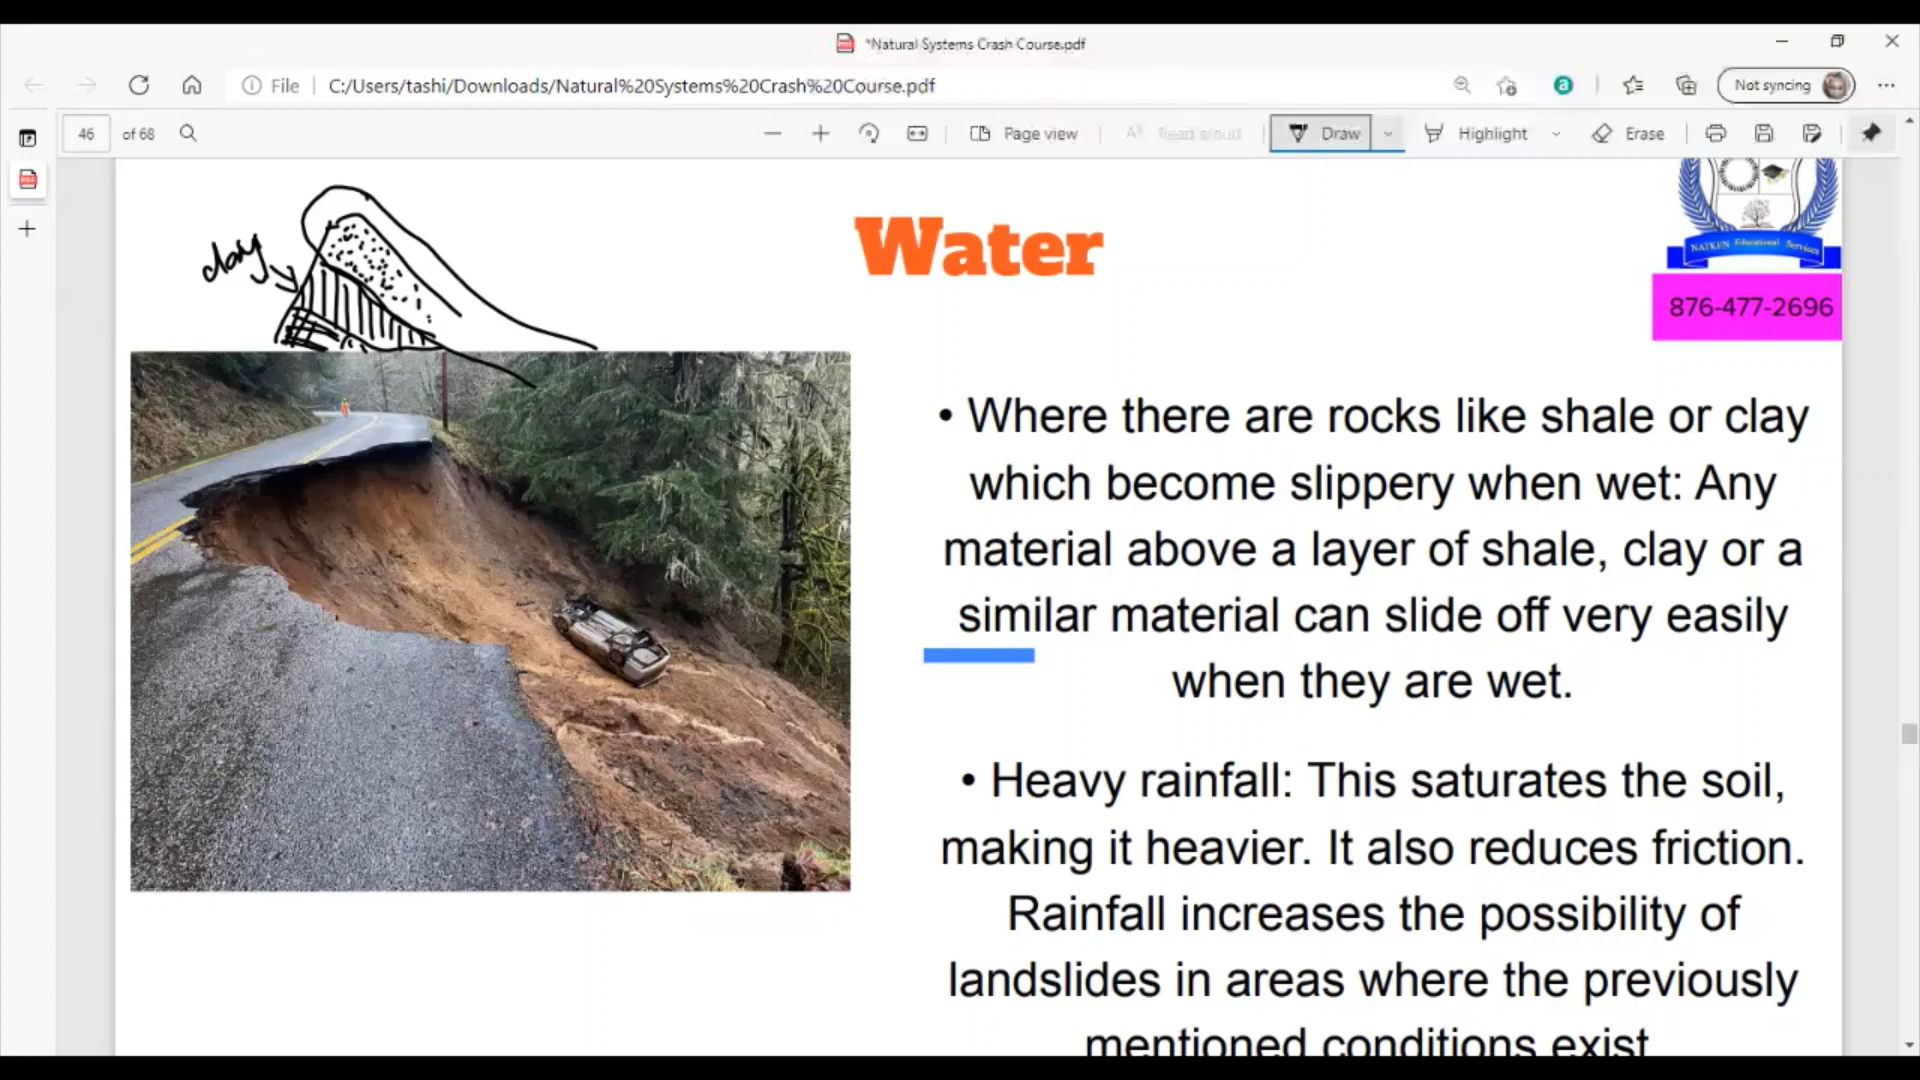 *Natural Systems Crash Course.pdf
File
C:/Users/tashi/Downloads/Natural%20Systems%20Crash%20Course.pdf
a
Not syncing
46 of 68
Page view
Read aloud
Draw
Highlight
Erase
clay
Water
NATKEN Educational Services
876-477-2696
• Where there are rocks like shale or clay
which become slippery when wet: Any
material above a layer of shale, clay or a
similar material can slide off very easily
when they are wet.
• Heavy rainfall: This saturates the soil,
making it heavier. It also reduces friction.
Rainfall increases the possibility of
landslides in areas where the previously
mentioned conditions exist